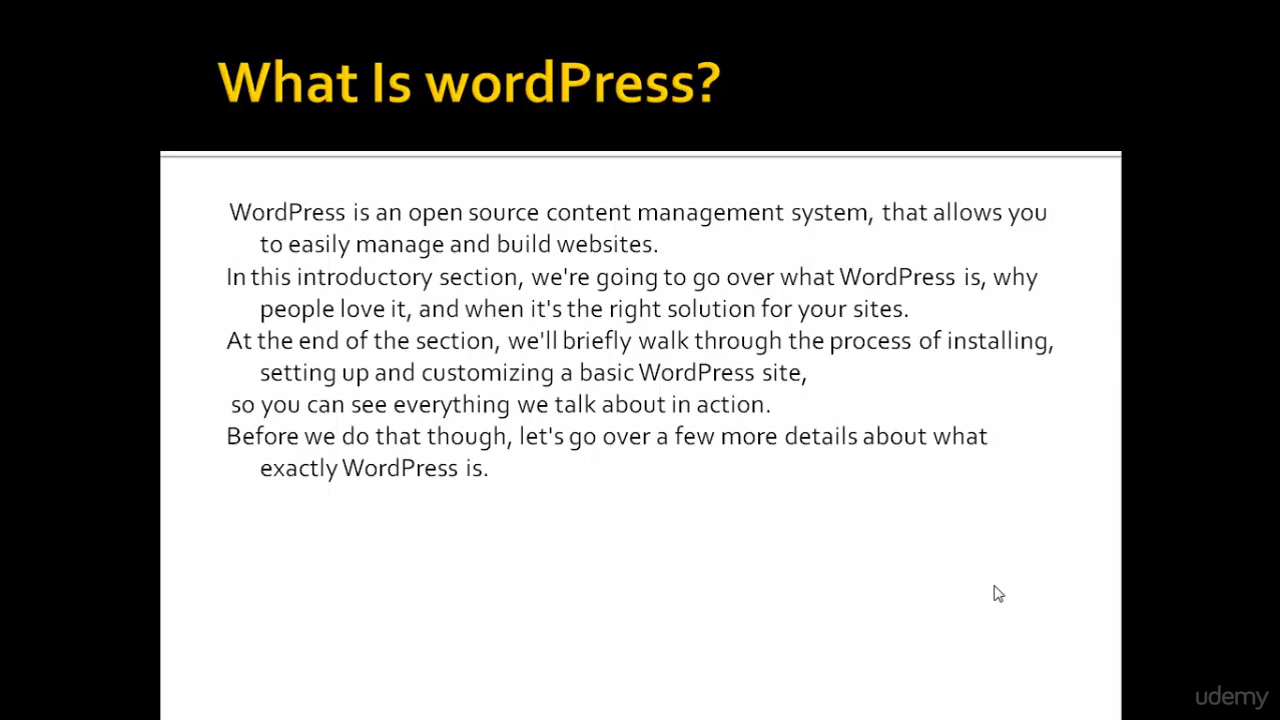 What Is wordPress?
WordPress is an open source content management system, that allows you
to easily manage and build websites.
In this introductory section, we're going to go over what WordPress is, why
people love it, and when it's the right solution for your sites.
At the end of the section, we'll briefly walk through the process of installing,
setting up and customizing a basic WordPress site,
so you can see everything we talk about in action.
Before we do that though, let's go over a few more details about what
exactly WordPress is.
udemy